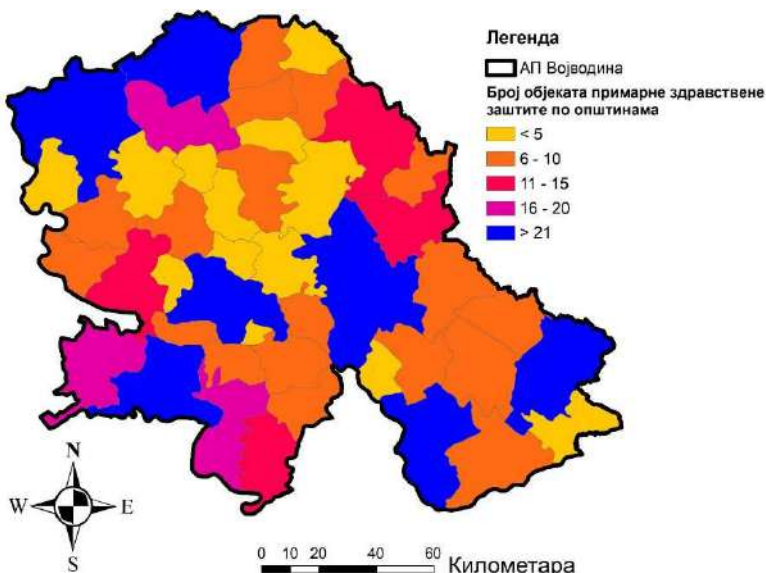 Легенда
АП Војводина
Број објеката примарне здравствене
заштите по општинама
< 5
6 - 10
11 - 15
16 - 20
> 21
N
W E
S
0 10 20 40 60 Километара